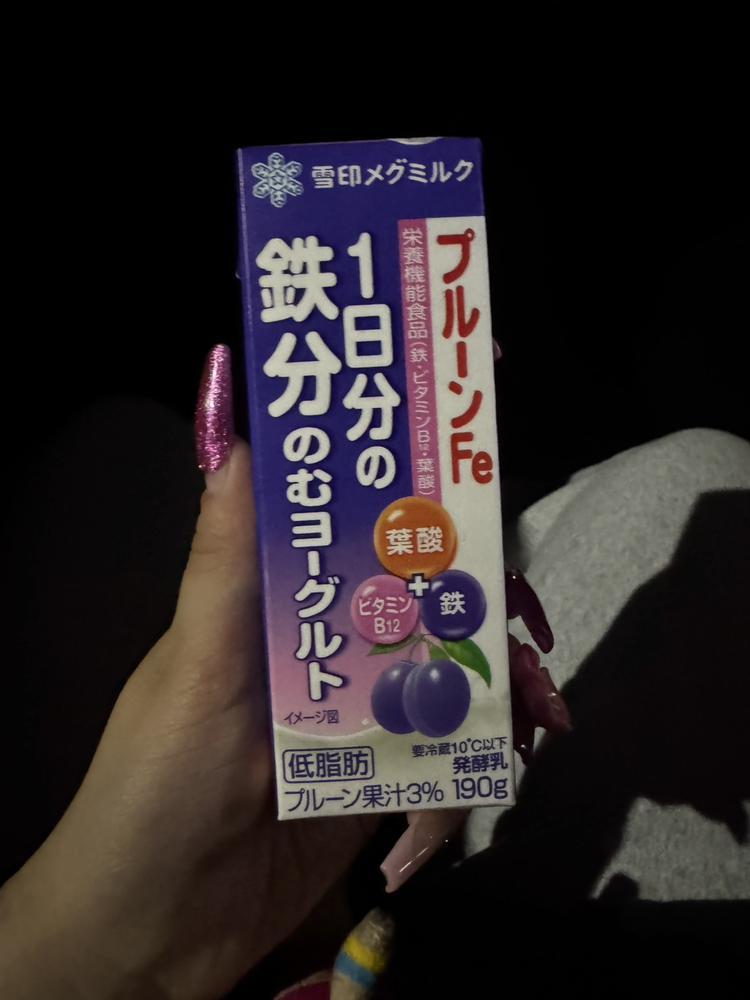 雪印メグミルク
プルーンFe
栄養機能食品(鉄・ビタミンB12・葉酸)
1日分の
鉄分のむヨーグルト
葉酸
+
ビタミン
B12
鉄
イメージ図
要冷蔵10℃以下
低脂肪
発酵乳
プルーン果汁3% 190g